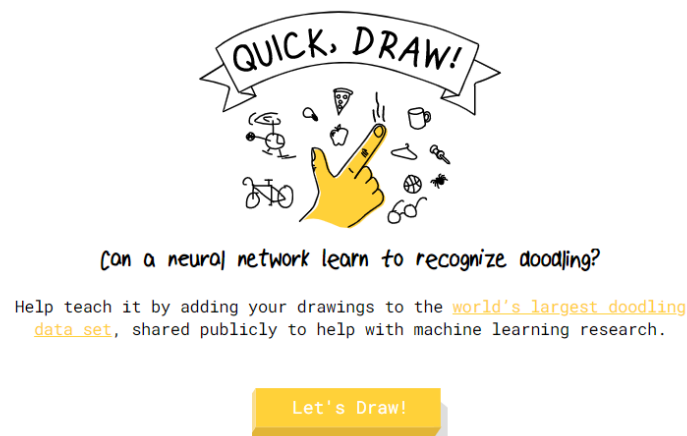 QUICK, DRAW!
Can a neural network learn to recognize doodling?
Help teach it by adding your drawings to the world's largest doodling
data set, shared publicly to help with machine learning research.
Let's Draw!